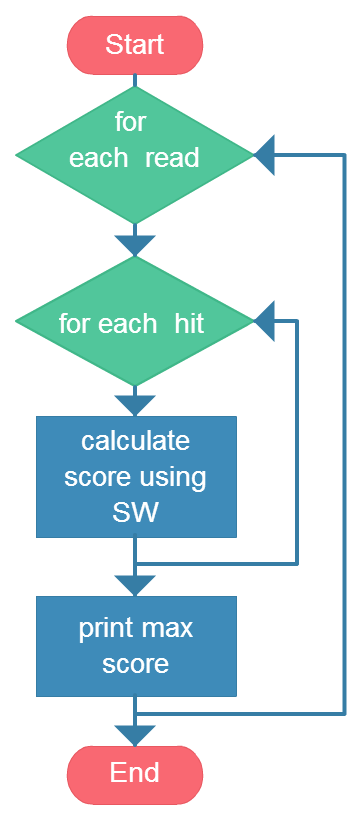 Start
for
each read
for each hit
calculate
score using
SW
print max
score
End